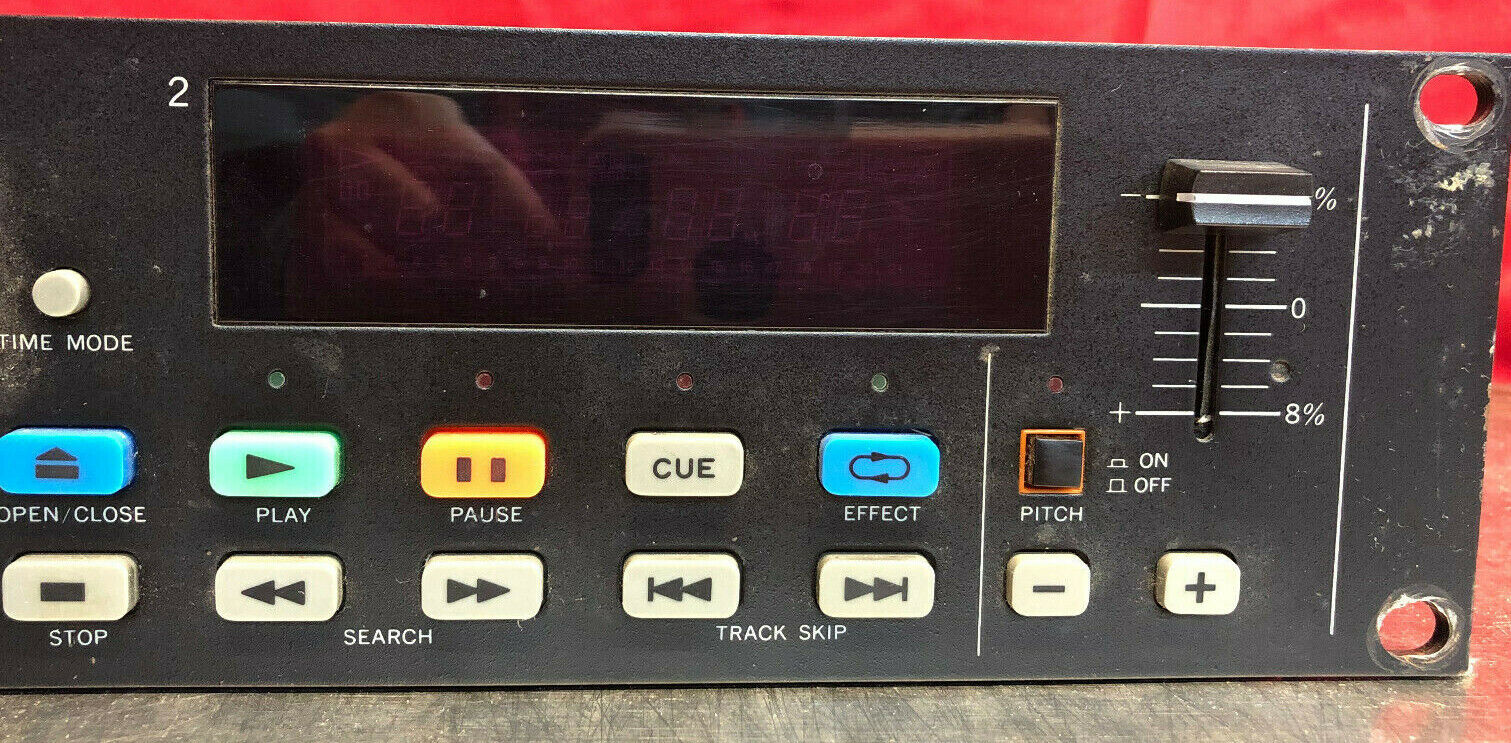 2
− %
0
+ 8%
TIME MODE
CUE
ON
OFF
OPEN/CLOSE PLAY PAUSE EFFECT PITCH
− +
STOP SEARCH TRACK SKIP